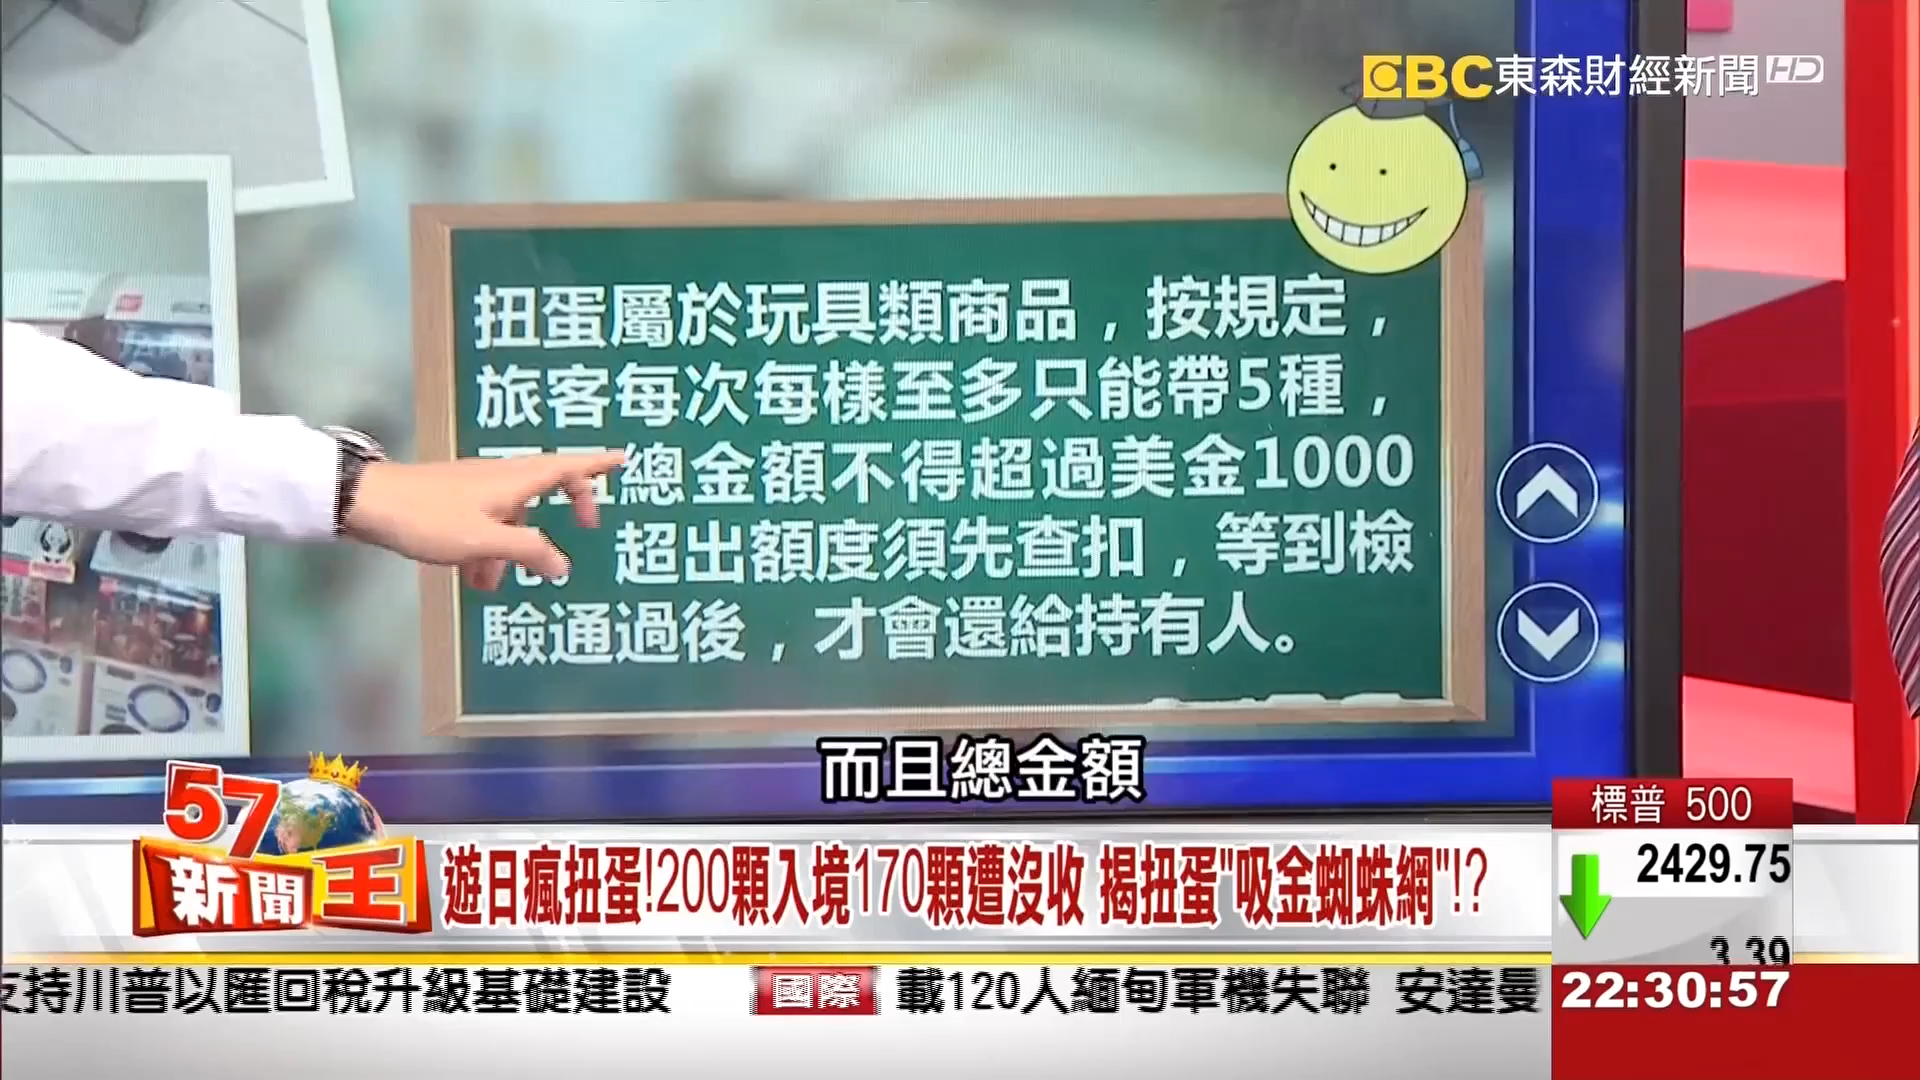 EBC東森財經新聞HD
扭蛋屬於玩具類商品，按規定，
旅客每次每樣至多只能帶5種，
總金額不得超過美金1000
元。超出額度須先查扣，等到檢
驗通過後，才會還給持有人。
而且總金額
57
新聞王
遊日瘋扭蛋!200顆入境170顆遭沒收 揭扭蛋"吸金蜘蛛網"!?
標普 500
2429.75
3.39
支持川普以匯回稅升級基礎建設 國際 載120人緬甸軍機失聯 安達曼
22:30:57